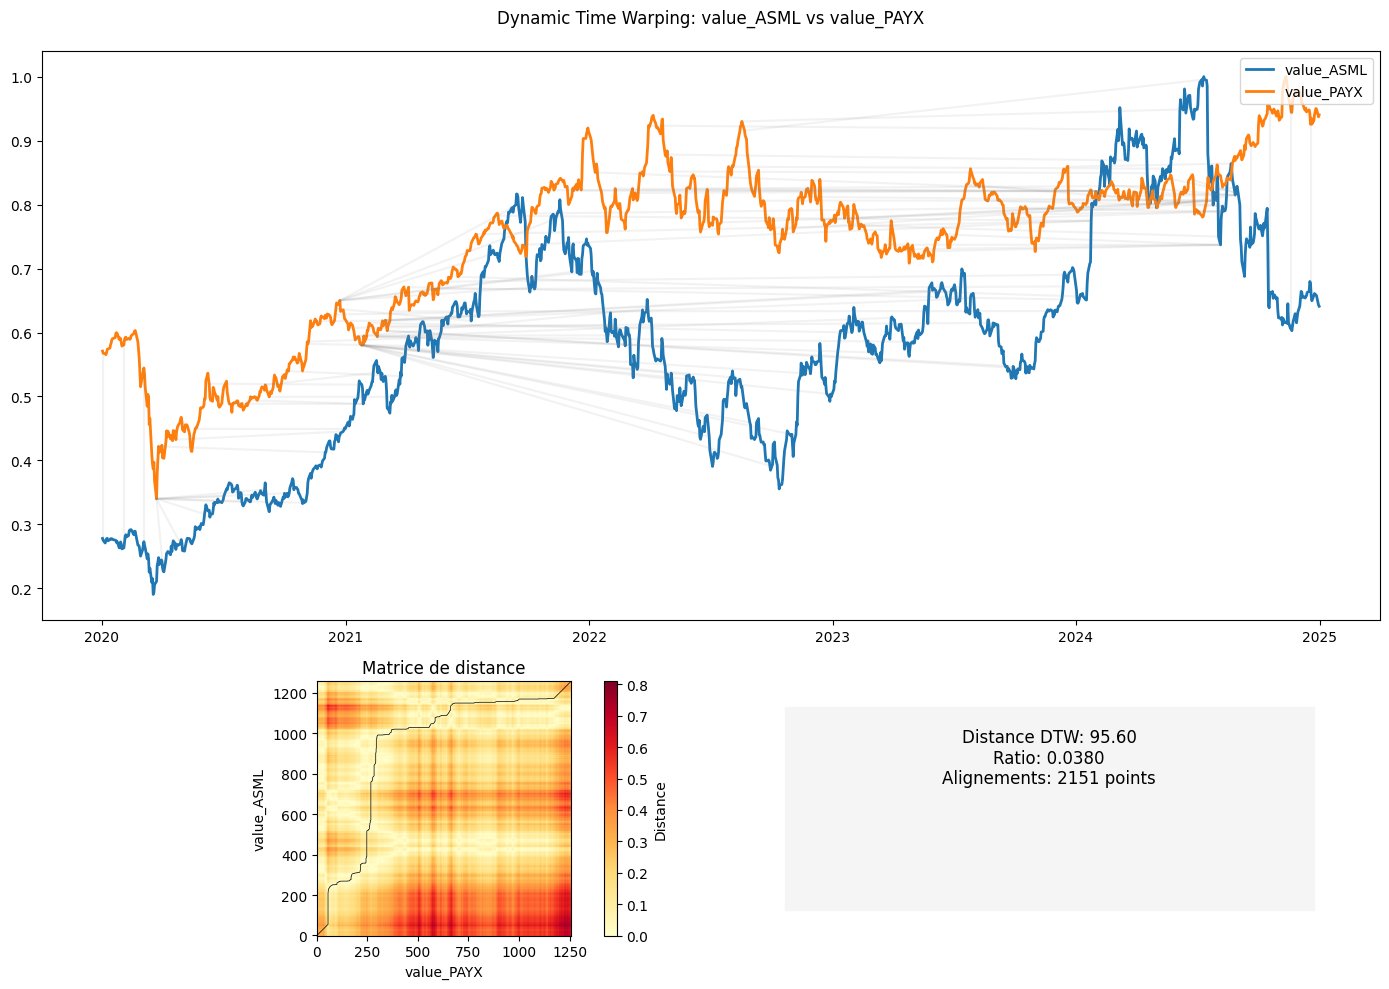 Dynamic Time Warping: value_ASML vs value_PAYX
1.0
0.9
0.8
0.7
0.6
0.5
0.4
0.3
0.2
value_ASML
value_PAYX
2020 2021 2022 2023 2024 2025
Matrice de distance
1200
1000
800
600
400
200
0
value_ASML
0 250 500 750 1000 1250
value_PAYX
0.8
0.7
0.6
0.5
0.4
0.3
0.2
0.1
0.0
Distance
Distance DTW: 95.60
Ratio: 0.0380
Alignements: 2151 points